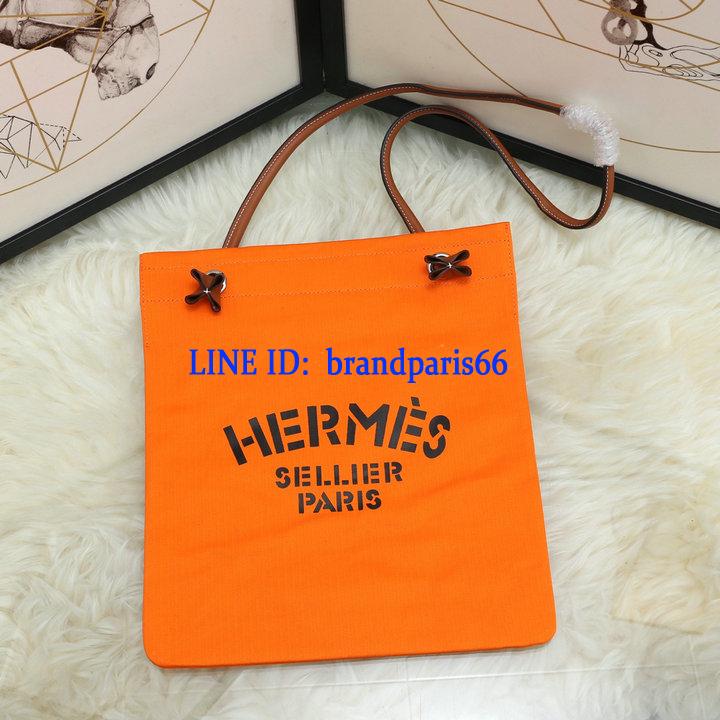 LINE ID: brandparis66
HERMÈS
SELLIER
PARIS